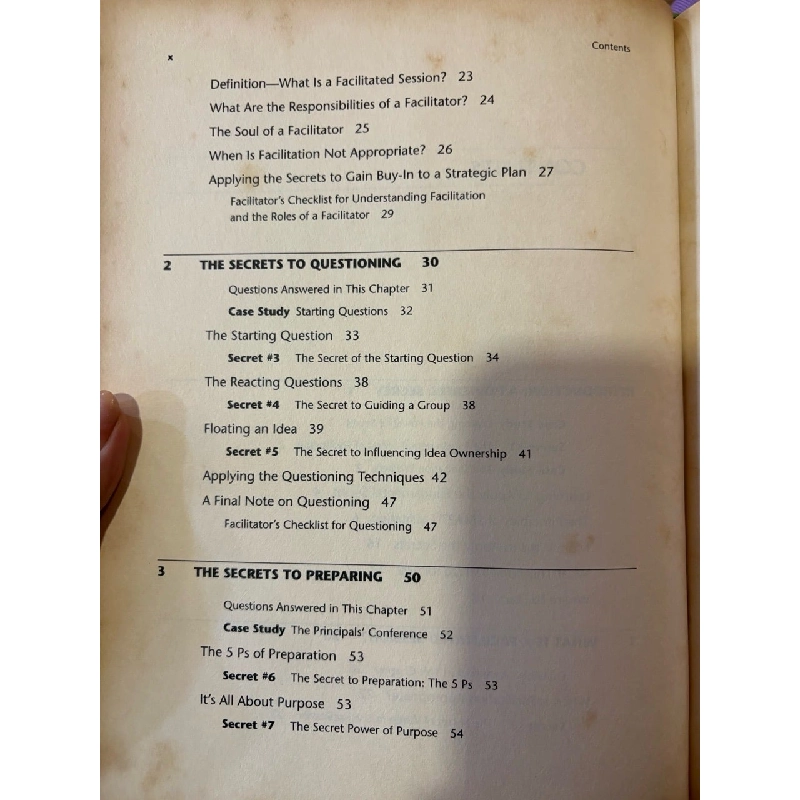 x
Contents
Definition—What Is a Facilitated Session? 23
What Are the Responsibilities of a Facilitator? 24
The Soul of a Facilitator 25
When Is Facilitation Not Appropriate? 26
Applying the Secrets to Gain Buy-In to a Strategic Plan 27
Facilitator's Checklist for Understanding Facilitation
and the Roles of a Facilitator 29
2 THE SECRETS TO QUESTIONING 30
Questions Answered in This Chapter 31
Case Study Starting Questions 32
The Starting Question 33
Secret #3 The Secret of the Starting Question 34
The Reacting Questions 38
Secret #4 The Secret to Guiding a Group 38
Floating an Idea 39
Secret #5 The Secret to Influencing Idea Ownership 41
Applying the Questioning Techniques 42
A Final Note on Questioning 47
Facilitator's Checklist for Questioning 47
3 THE SECRETS TO PREPARING 50
Questions Answered in This Chapter 51
Case Study The Principals' Conference 52
The 5 Ps of Preparation 53
Secret #6 The Secret to Preparation: The 5 Ps 53
It's All About Purpose 53
Secret #7 The Secret Power of Purpose 54